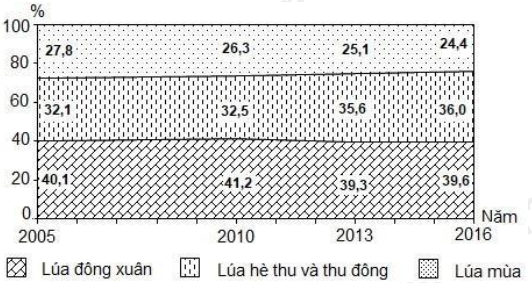 %
100
80
60
40
20
0
27,8 26,3 25,1 24,4
32,1 32,5 35,6 36,0
40,1 41,2 39,3 39,6
Năm
2005 2010 2013 2016
Lúa đông xuân Lúa hè thu và thu đông Lúa mùa